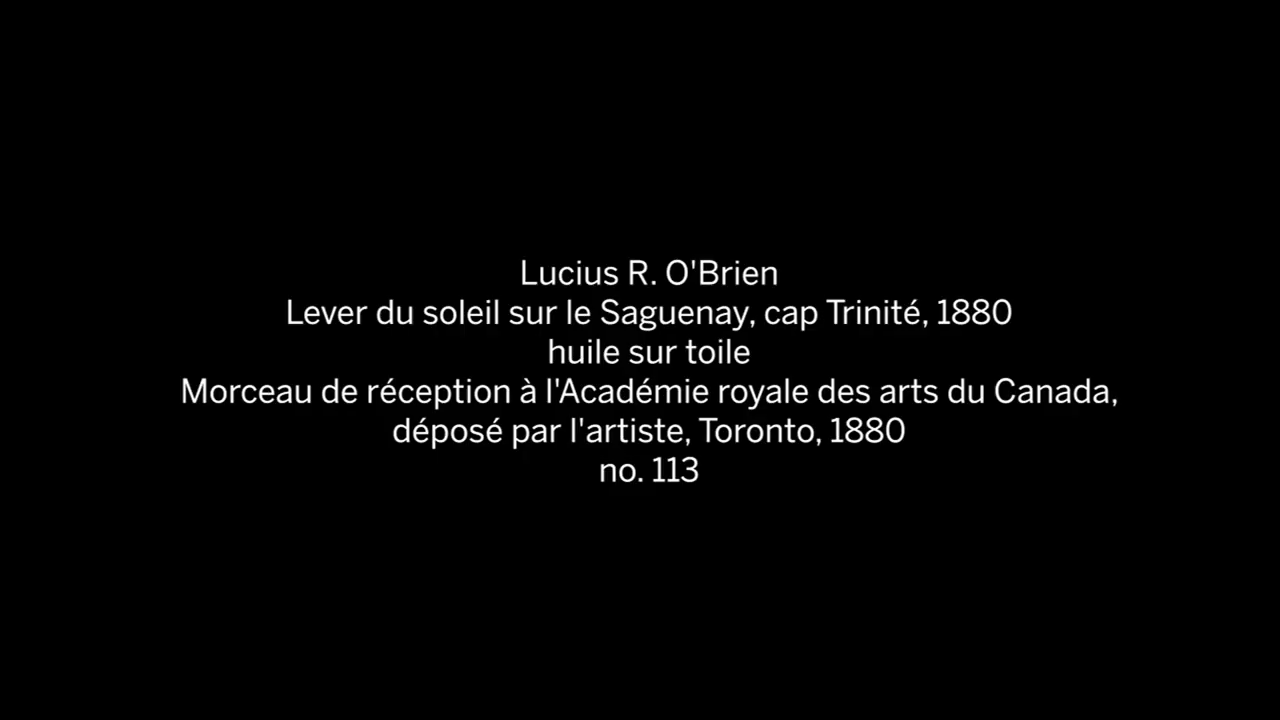 Lucius R. O'Brien
Lever du soleil sur le Saguenay, cap Trinité, 1880
huile sur toile
Morceau de réception à l'Académie royale des arts du Canada,
déposé par l'artiste, Toronto, 1880
no. 113